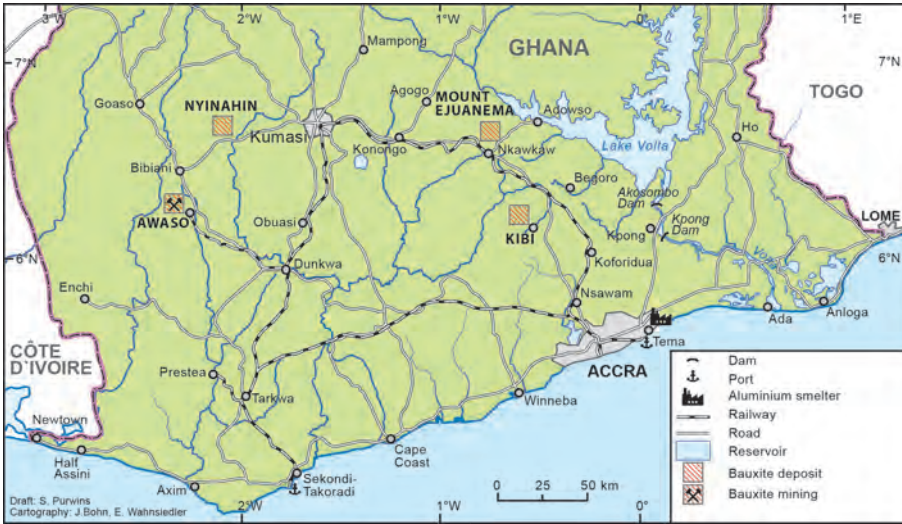 3°W
2°W
1°W
0°
1°E
7°N
7°N
Mampong
GHANA
TOGO
Goaso
NYINAHIN
Agogo
MOUNT
EJUANEMA
Adowso
Kumasi
Konongo
Nkawkaw
Lake Volta
Ho
Bibiani
Begoro
Akosombo
Dam
AWASO
Obuasi
KIBI
Kpong
Kpong
Dam
LOME
6°N
Dunkwa
Koforidua
Volta
6°N
Enchi
Nsawam
Ada
Anloga
CÔTE
D'IVOIRE
Prestea
Tema
ACCRA
Tarkwa
Winneba
Newtown
Half
Assini
Cape
Coast
Axim
Sekondi-
Takoradi
Dam
Port
Aluminium smelter
Railway
Road
Reservoir
Bauxite deposit
Bauxite mining
0 25 50 km
Draft: S. Purwins
Cartography: J.Bohn, E. Wahnsiedler
2°W
1°W
0°